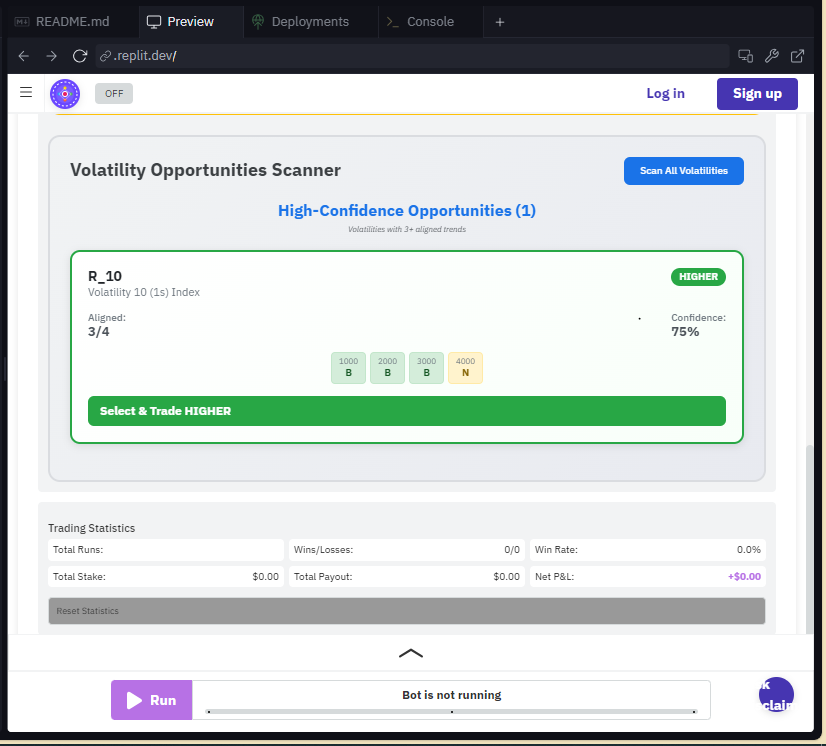 README.md Preview Deployments Console
.replit.dev/
OFF Log in Sign up
Volatility Opportunities Scanner
Scan All Volatilities
High-Confidence Opportunities (1)
Volatilities with 3+ aligned trends
R_10
HIGHER
Volatility 10 (1s) Index
Aligned:
3/4
Confidence:
75%
1000 2000 3000 4000
B B B N
Select & Trade HIGHER
Trading Statistics
Total Runs: Wins/Losses: 0/0 Win Rate: 0.0%
Total Stake: $0.00 Total Payout: $0.00 Net P&L: +$0.00
Reset Statistics
Run
Bot is not running